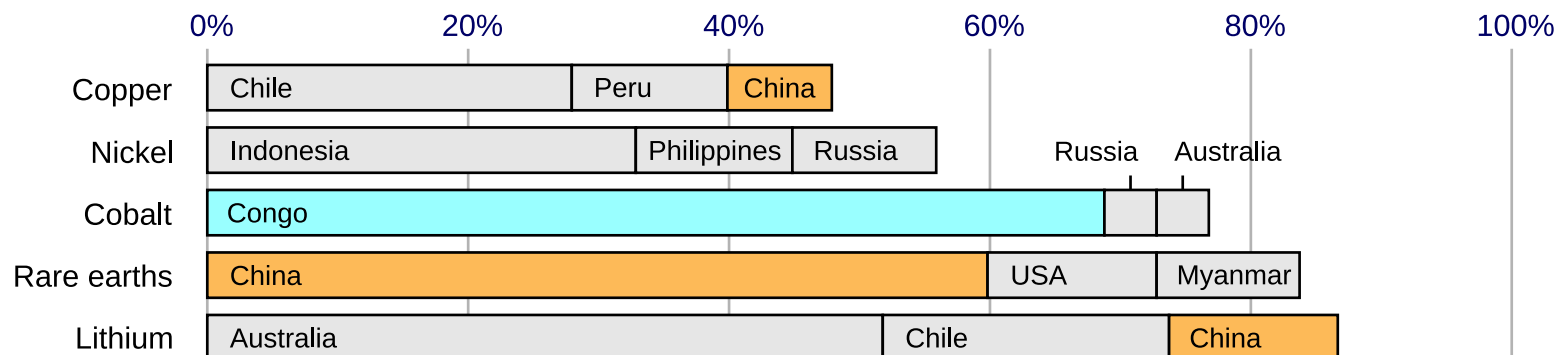 0% 20% 40% 60% 80% 100%
Copper Chile Peru China
Nickel Indonesia Philippines Russia Russia Australia
Cobalt Congo
Rare earths China USA Myanmar
Lithium Australia Chile China